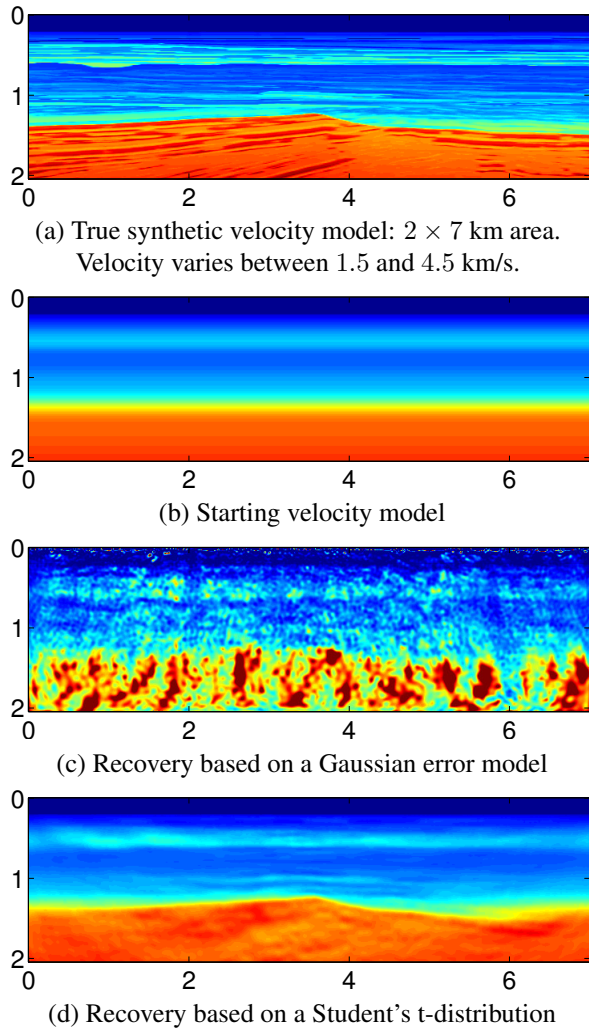 0
1
2
0 2 4 6
(a) True synthetic velocity model: 2 × 7 km area.
Velocity varies between 1.5 and 4.5 km/s.
0
1
2
0 2 4 6
(b) Starting velocity model
0
1
2
0 2 4 6
(c) Recovery based on a Gaussian error model
0
1
2
0 2 4 6
(d) Recovery based on a Student's t-distribution